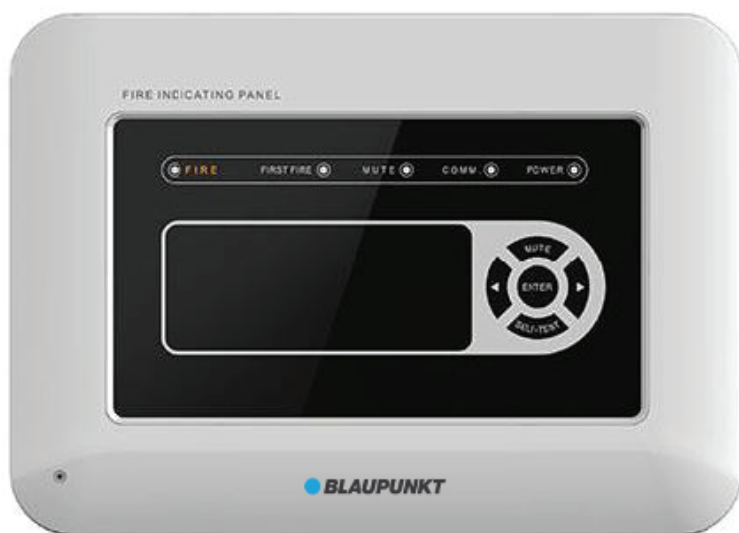 FIRE INDICATING PANEL
FIRE FIRST FIRE MUTE COMM. POWER
MUTE
ENTER
SELF-TEST
BLAUPUNKT